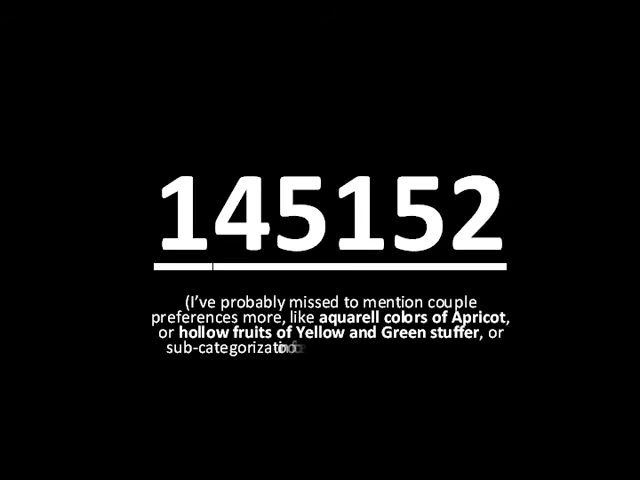 145152
(I've probably missed to mention couple
preferences more, like aquarell colors of Apricot,
or hollow fruits of Yellow and Green stuffer, or